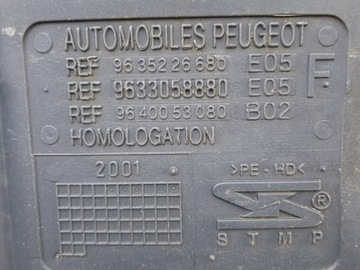 AUTOMOBILES PEUGEOT
REF 96 352 26 680 E05 F
REF 9633058880 E05
REF 96 400 53 080 B02
HOMOLOGATION
2001
>PE-HD<
®
STMP